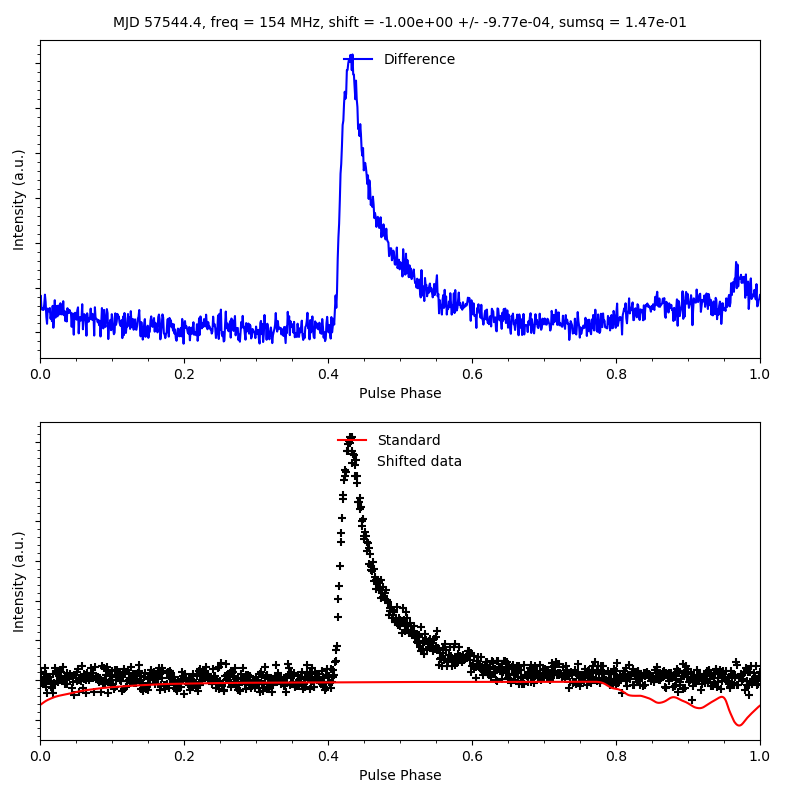 MJD 57544.4, freq = 154 MHz, shift = -1.00e+00 +/- -9.77e-04, sumsq = 1.47e-01
Difference
Intensity (a.u.)
0.0 0.2 0.4 0.6 0.8 1.0
Pulse Phase
Standard
Shifted data
Intensity (a.u.)
0.0 0.2 0.4 0.6 0.8 1.0
Pulse Phase